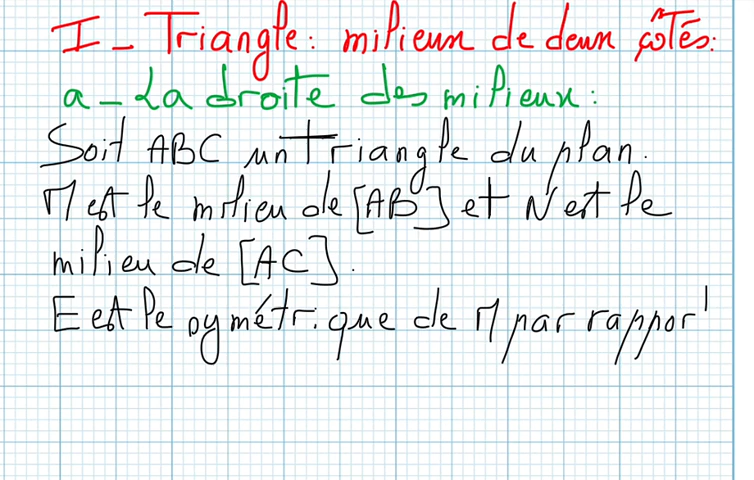 I - Triangle: milieux de deux côtés:
a - La droite des milieux:
Soit ABC un triangle du plan.
M est le milieu de [AB] et N est le
milieu de [AC].
E est le symétrique de M par rappor